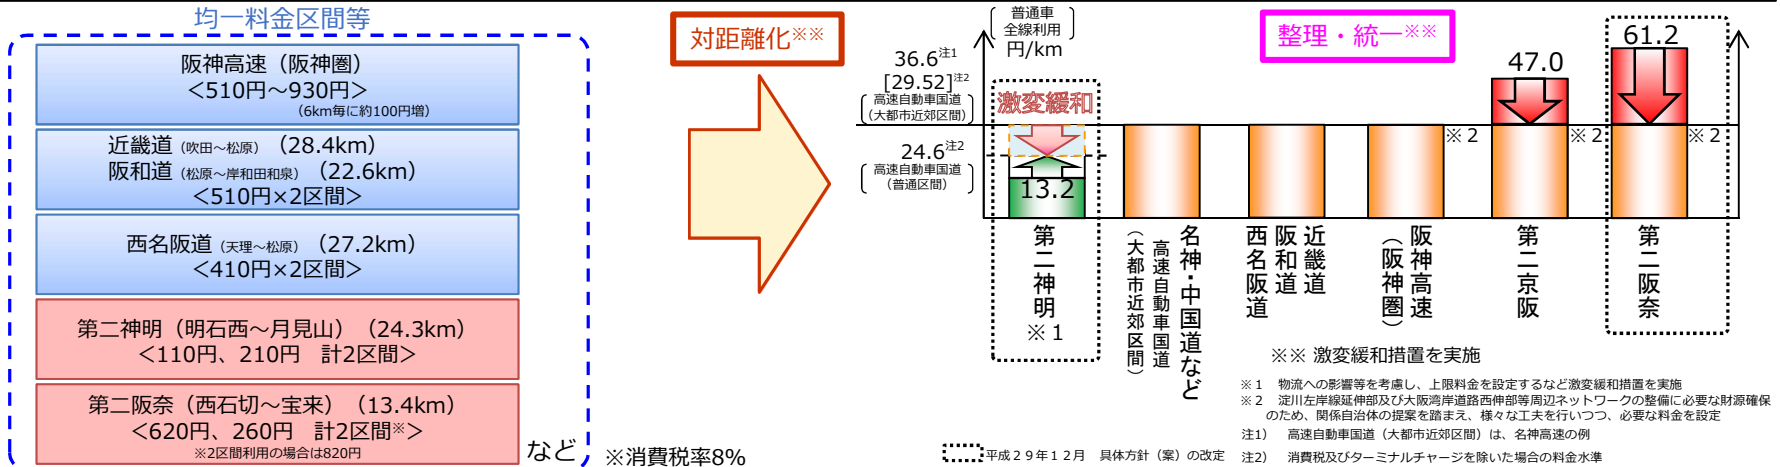 均一料金区間等
阪神高速（阪神圏）
＜510円～930円＞
（6km毎に約100円増）
近畿道（吹田～松原）（28.4km）
阪和道（松原～岸和田和泉）（22.6km）
＜510円×2区間＞
西名阪道（天理～松原）（27.2km）
＜410円×2区間＞
第二神明（明石西～月見山）（24.3km）
＜110円、210円　計2区間＞
第二阪奈（西石切～宝来）（13.4km）
＜620円、260円　計2区間※＞
※2区間利用の場合は820円
など
※消費税率8%
対距離化※※
整理・統一※※
普通車
全線利用
円/km
36.6注1
[29.52]注2
高速自動車国道
（大都市近郊区間）
24.6注2
高速自動車国道
（普通区間）
激変緩和
13.2
47.0
61.2
※2
※2
※2
第二神明
※1
名神・中国道など
高速自動車国道
（大都市近郊区間）
近畿道
阪和道
西名阪道
阪神高速
（阪神圏）
第二京阪
第二阪奈
※※ 激変緩和措置を実施
※1　物流への影響等を考慮し、上限料金を設定するなど激変緩和措置を実施
※2　淀川左岸線延伸部及び大阪湾岸道路西伸部等周辺ネットワークの整備に必要な財源確保
のため、関係自治体の提案を踏まえ、様々な工夫を行いつつ、必要な料金を設定
注1）　高速自動車国道（大都市近郊区間）は、名神高速の例
注2）　消費税及びターミナルチャージを除いた場合の料金水準
平成29年12月　具体方針（案）の改定